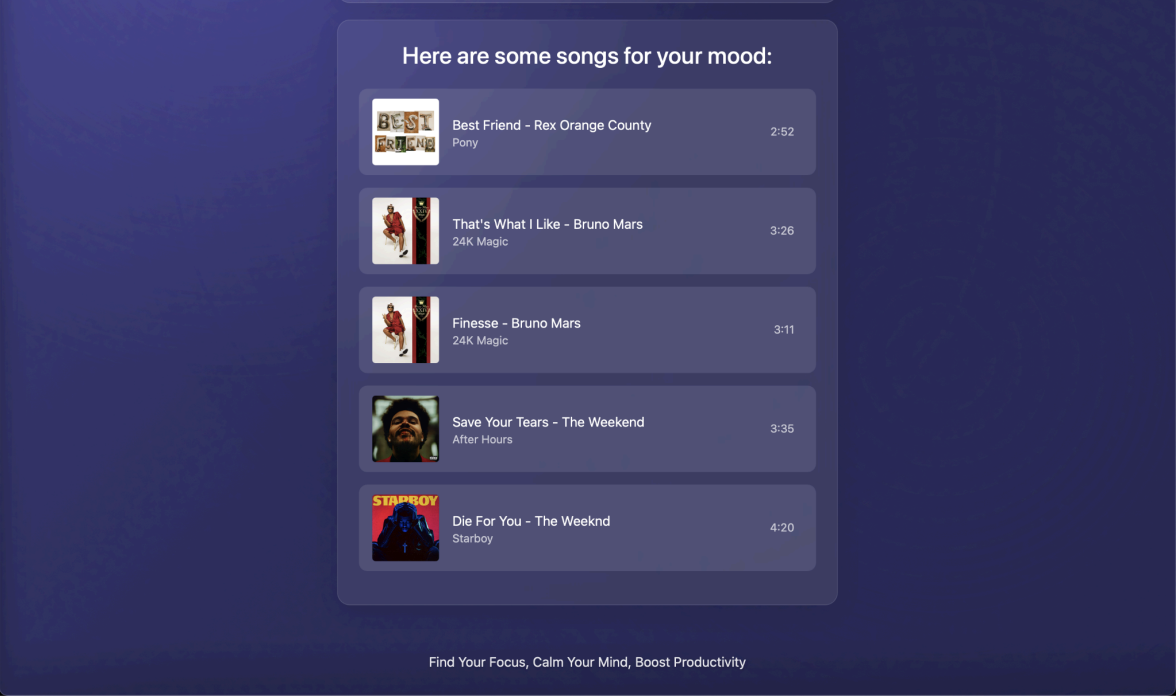 Here are some songs for your mood:
BEST
FRIEND
Best Friend - Rex Orange County
Pony
2:52
That's What I Like - Bruno Mars
24K Magic
3:26
Finesse - Bruno Mars
24K Magic
3:11
Save Your Tears - The Weekend
After Hours
3:35
STARBOY
Die For You - The Weeknd
Starboy
4:20
Find Your Focus, Calm Your Mind, Boost Productivity